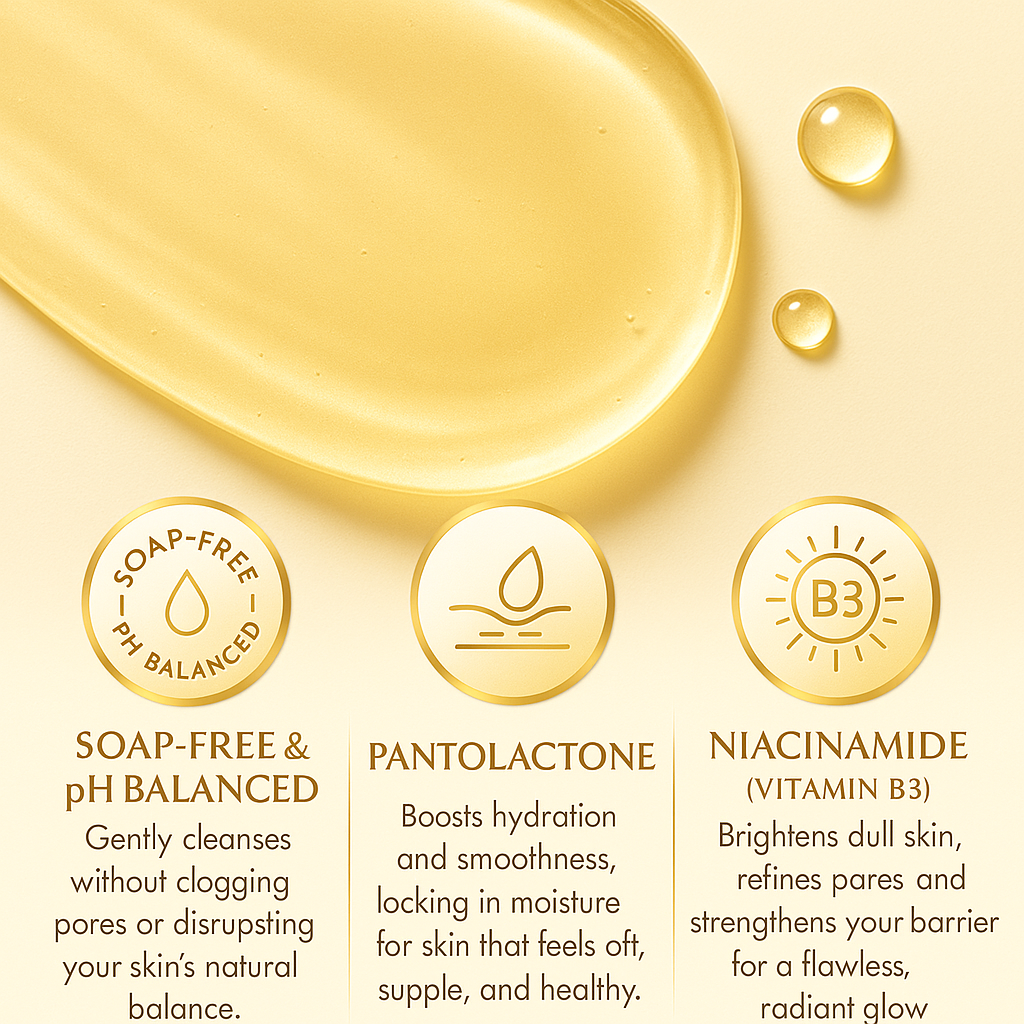 SOAP-FREE
PH BALANCED
B3
SOAP-FREE &
pH BALANCED
Gently cleanses
without clogging
pores or disrupsting
your skin's natural
balance.
PANTOLACTONE
Boosts hydration
and smoothness,
locking in moisture
for skin that feels oft,
supple, and healthy.
NIACINAMIDE
(VITAMIN B3)
Brightens dull skin,
refines pares and
strengthens your barrier
for a flawless,
radiant glow